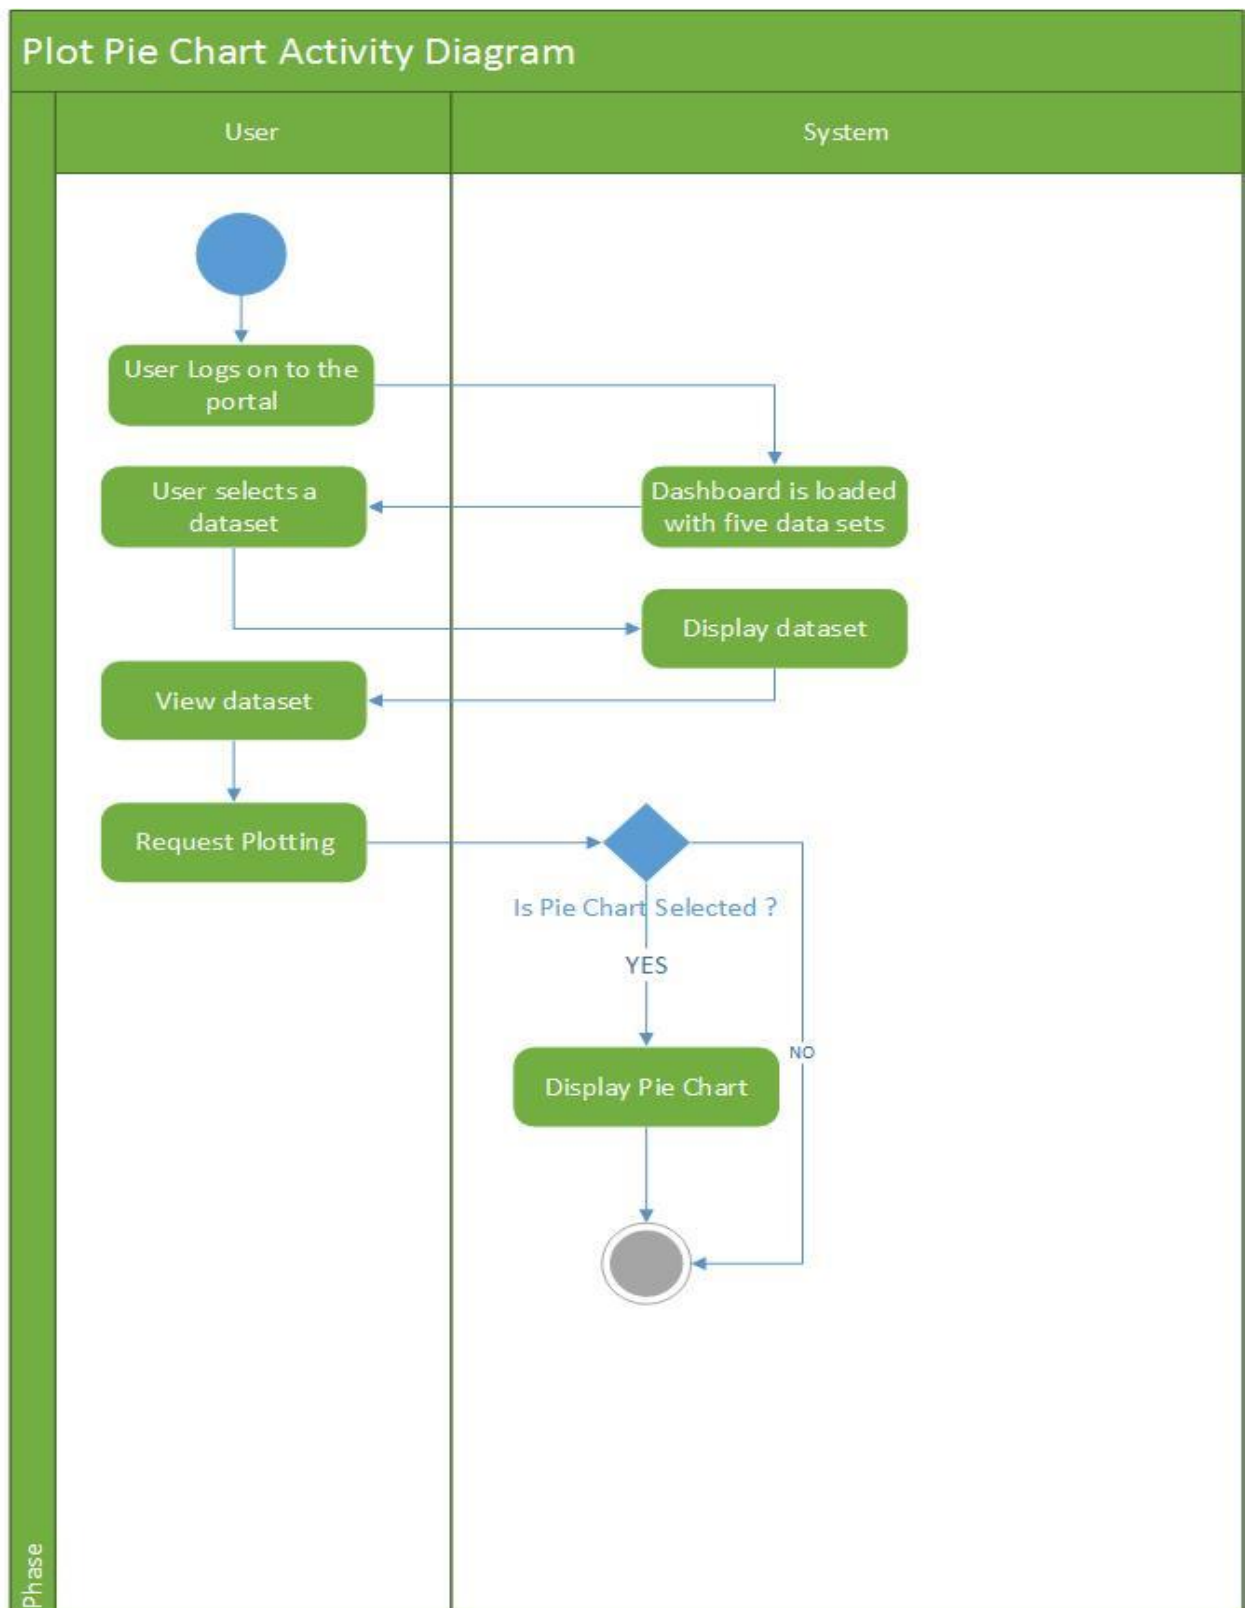 Plot Pie Chart Activity Diagram
User
System
User Logs on to the
portal
User selects a
dataset
Dashboard is loaded
with five data sets
Display dataset
View dataset
Request Plotting
Is Pie Chart Selected ?
YES
NO
Display Pie Chart
Phase